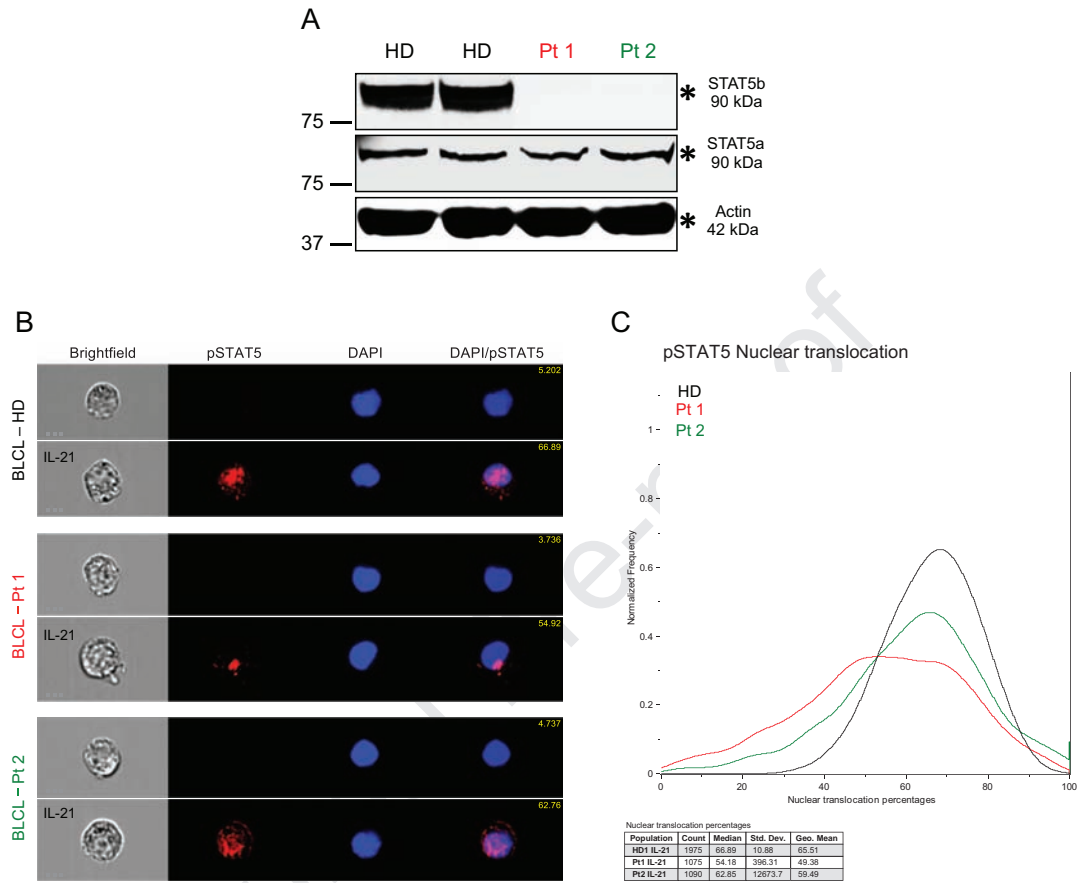 A
HD HD Pt 1 Pt 2
STAT5b
90 kDa
75
*
STAT5a
90 kDa
75
*
Actin
42 kDa
37
*
B
Brightfield pSTAT5 DAPI DAPI/pSTAT5
BLCL – HD
5.202
IL-21
66.89
BLCL – Pt 1
3.736
IL-21
54.92
BLCL – Pt 2
4.737
IL-21
62.76
C
pSTAT5 Nuclear translocation
HD
Pt 1
Pt 2
Normalized Frequency
1
0.8
0.6
0.4
0.2
0
0 20 40 60 80 100
Nuclear translocation percentages
Nuclear translocation percentages
Population Count Median Std. Dev. Geo. Mean
HD1 IL-21 1975 66.89 10.88 65.51
Pt1 IL-21 1075 54.18 396.31 49.38
Pt2 IL-21 1090 62.85 12673.7 59.49